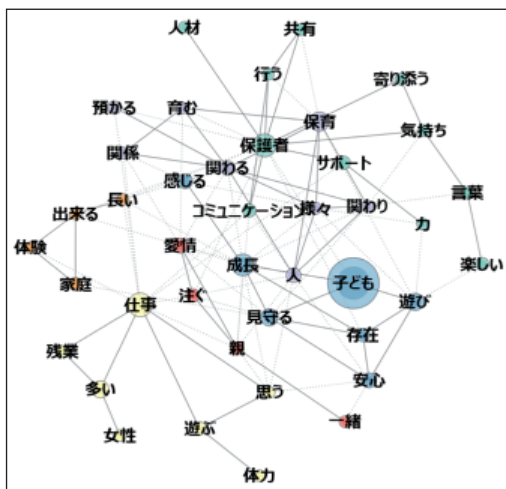 人材
共有
行う
寄り添う
預かる
育む
保育
気持ち
保護者
関係
関わる
サポート
感じる
言葉
長い
コミュニケーション
様々
関わり
出来る
力
体験
愛情
成長
人
子ども
楽しい
家庭
注ぐ
仕事
見守る
遊び
存在
残業
親
多い
思う
安心
女性
遊ぶ
一緒
体力